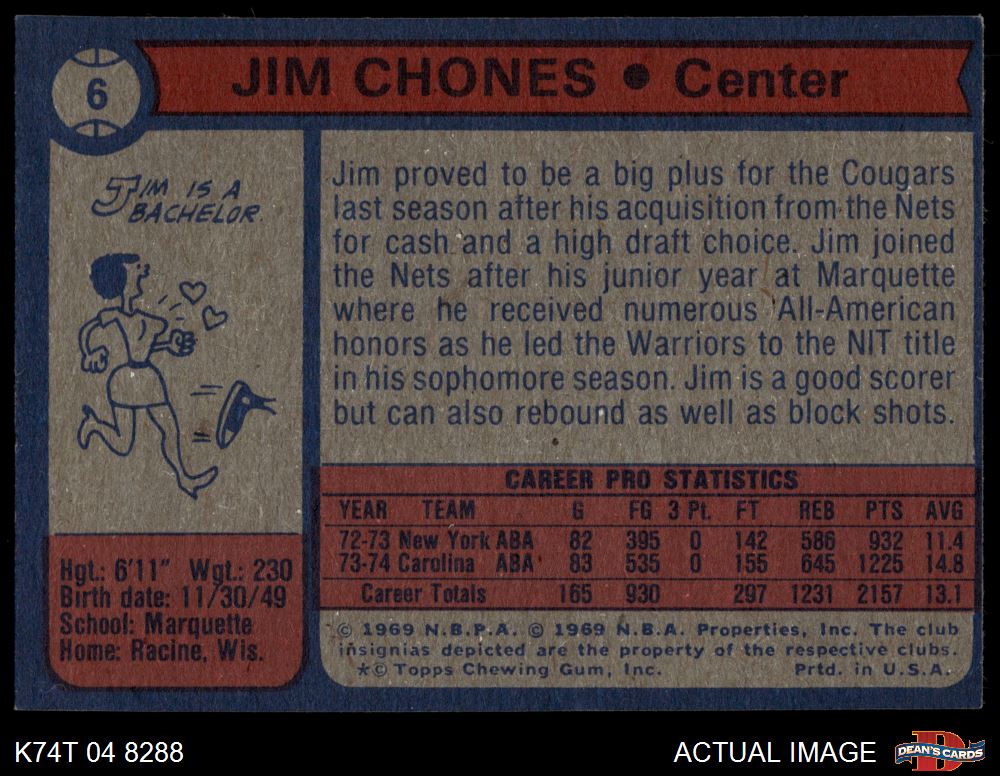 6
JIM CHONES ● Center
JIM IS A
BACHELOR
Hgt.: 6'11" Wgt.: 230
Birth date: 11/30/49
School: Marquette
Home: Racine, Wis.
Jim proved to be a big plus for the Cougars
last season after his acquisition from the Nets
for cash and a high draft choice. Jim joined
the Nets after his junior year at Marquette
where he received numerous All-American
honors as he led the Warriors to the NIT title
in his sophomore season. Jim is a good scorer
but can also rebound as well as block shots.
CAREER PRO STATISTICS
YEAR TEAM G FG 3 Pt. FT REB PTS AVG
72-73 New York ABA 82 395 0 142 586 932 11.4
73-74 Carolina ABA 83 535 0 155 645 1225 14.8
Career Totals 165 930 297 1231 2157 13.1
© 1969 N.B.P.A. © 1969 N.B.A. Properties, Inc. The club
insignias depicted are the property of the respective clubs.
*© Topps Chewing Gum, Inc. Prtd. in U.S.A.
K74T 04 8288
ACTUAL IMAGE
D
DEAN'S CARDS